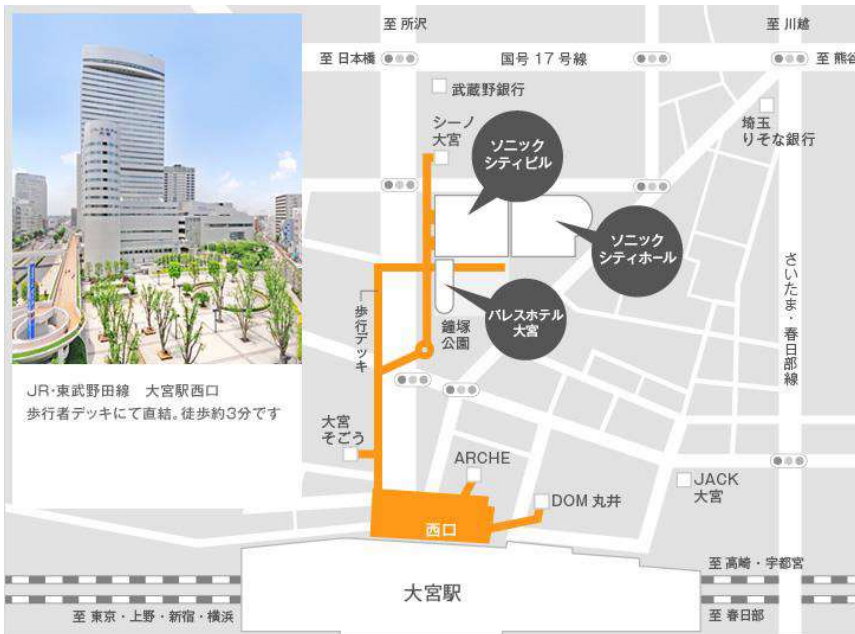 至 所沢
至 川越
至 日本橋
国号 17 号線
至 熊谷
武蔵野銀行
シーノ
大宮
ソニック
シティビル
埼玉
りそな銀行
ソニック
シティホール
さいたま・春日部線
パレスホテル
大宮
鐘塚
公園
歩行デッキ
JR・東武野田線 大宮駅西口
歩行者デッキにて直結。徒歩約3分です
大宮
そごう
ARCHE
JACK
大宮
DOM 丸井
西口
大宮駅
至 高崎・宇都宮
至 東京・上野・新宿・横浜
至 春日部